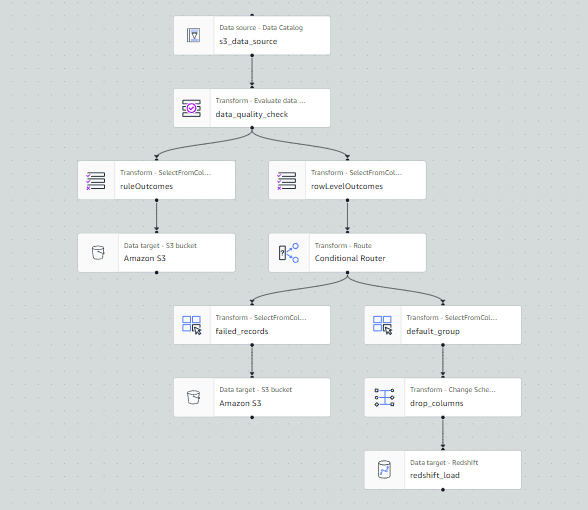 Data source - Data Catalog
s3_data_source
Transform - Evaluate data ...
data_quality_check
Transform - SelectFromCol...
ruleOutcomes
Transform - SelectFromCol...
rowLevelOutcomes
Data target - S3 bucket
Amazon S3
Transform - Route
Conditional Router
Transform - SelectFromCol...
failed_records
Transform - SelectFromCol...
default_group
Data target - S3 bucket
Amazon S3
Transform - Change Sche...
drop_columns
Data target - Redshift
redshift_load